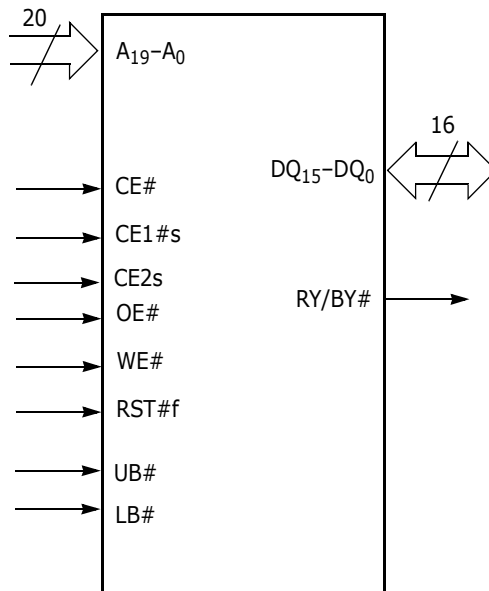 20
A19–A0
16
DQ15–DQ0
CE#
CE1#s
CE2s
RY/BY#
OE#
WE#
RST#f
UB#
LB#